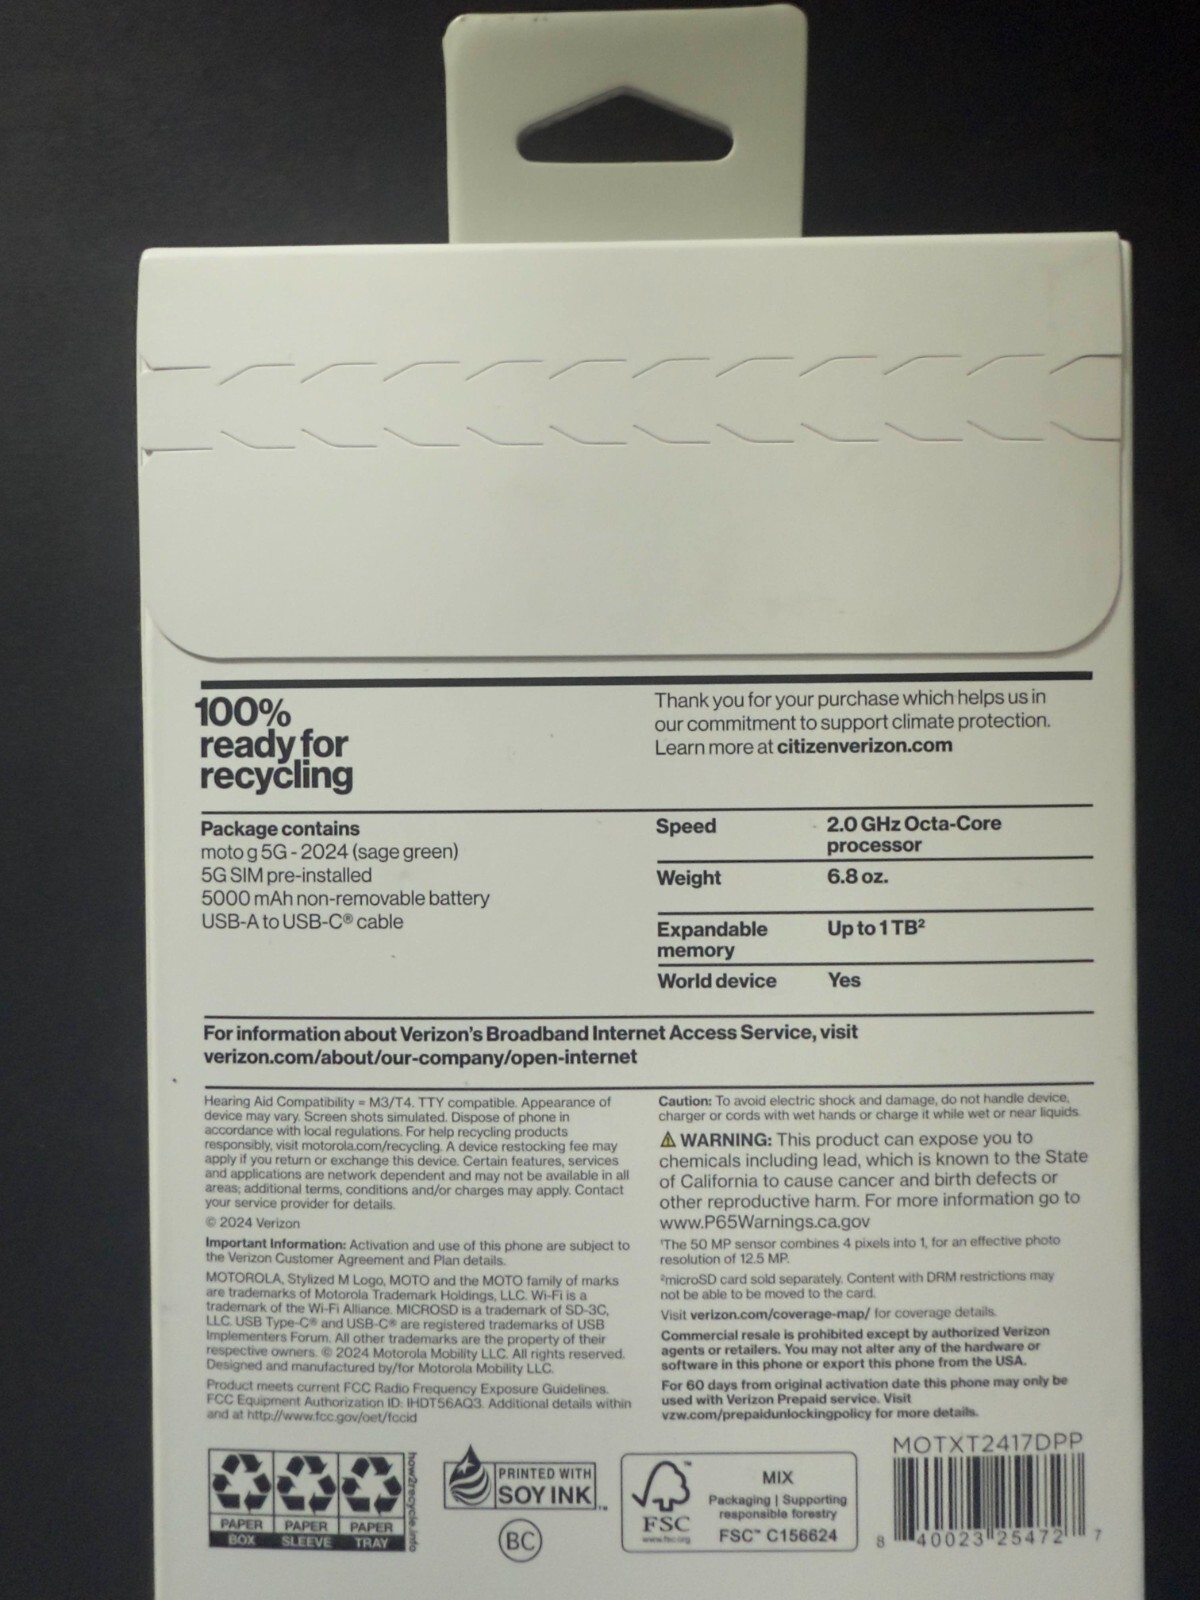 100%
ready for
recycling
Thank you for your purchase which helps us in
our commitment to support climate protection.
Learn more at citizenverizon.com
Package contains
moto g 5G - 2024 (sage green)
5G SIM pre-installed
5000 mAh non-removable battery
USB-A to USB-C® cable
Speed 2.0 GHz Octa-Core
processor
Weight 6.8 oz.
Expandable Up to 1 TB²
memory
World device Yes
For information about Verizon's Broadband Internet Access Service, visit
verizon.com/about/our-company/open-internet
Hearing Aid Compatibility = M3/T4. TTY compatible. Appearance of
device may vary. Screen shots simulated. Dispose of phone in
accordance with local regulations. For help recycling products
responsibly, visit motorola.com/recycling. A device restocking fee may
apply if you return or exchange this device. Certain features, services
and applications are network dependent and may not be available in all
areas; additional terms, conditions and/or charges may apply. Contact
your service provider for details.
© 2024 Verizon
Important Information: Activation and use of this phone are subject to
the Verizon Customer Agreement and Plan details.
MOTOROLA, Stylized M Logo, MOTO and the MOTO family of marks
are trademarks of Motorola Trademark Holdings, LLC. Wi-Fi is a
trademark of the Wi-Fi Alliance. MICROSD is a trademark of SD-3C,
LLC. USB Type-C® and USB-C® are registered trademarks of USB
Implementers Forum. All other trademarks are the property of their
respective owners. © 2024 Motorola Mobility LLC. All rights reserved.
Designed and manufactured by/for Motorola Mobility LLC.
Product meets current FCC Radio Frequency Exposure Guidelines.
FCC Equipment Authorization ID: IHDT56AQ3. Additional details within
and at http://www.fcc.gov/oet/fccid
Caution: To avoid electric shock and damage, do not handle device,
charger or cords with wet hands or charge it while wet or near liquids.
⚠ WARNING: This product can expose you to
chemicals including lead, which is known to the State
of California to cause cancer and birth defects or
other reproductive harm. For more information go to
www.P65Warnings.ca.gov
¹The 50 MP sensor combines 4 pixels into 1, for an effective photo
resolution of 12.5 MP.
²microSD card sold separately. Content with DRM restrictions may
not be able to be moved to the card.
Visit verizon.com/coverage-map/ for coverage details.
Commercial resale is prohibited except by authorized Verizon
agents or retailers. You may not alter any of the hardware or
software in this phone or export this phone from the USA.
For 60 days from original activation date this phone may only be
used with Verizon Prepaid service. Visit
vzw.com/prepaidunlockingpolicy for more details.
PAPER PAPER PAPER
BOX SLEEVE TRAY
how2recycle.info
PRINTED WITH
SOY INK™
BC
FSC
www.fsc.org
MIX
Packaging | Supporting
responsible forestry
FSC™ C156624
MOTXT2417DPP
8 40023 25472 7